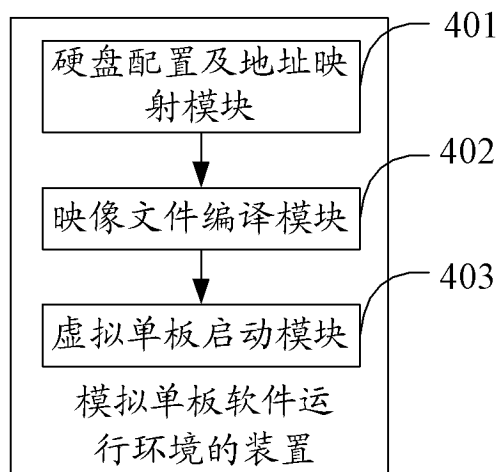 401
硬盘配置及地址映
射模块
402
映像文件编译模块
403
虚拟单板启动模块
模拟单板软件运
行环境的装置